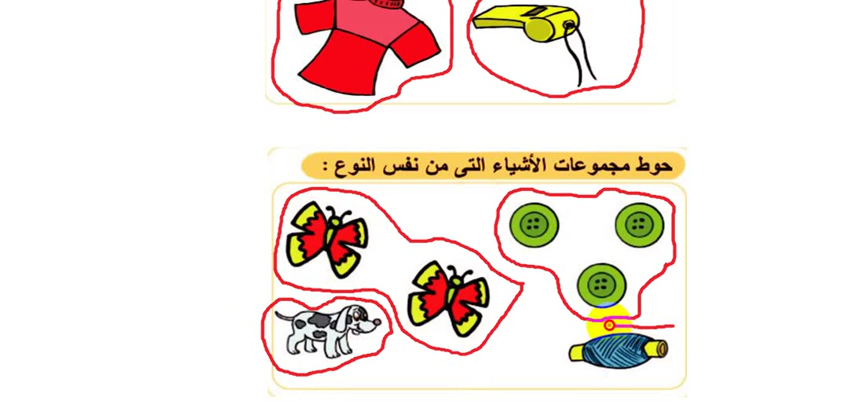 حوط مجموعات الأشياء التى من نفس النوع :